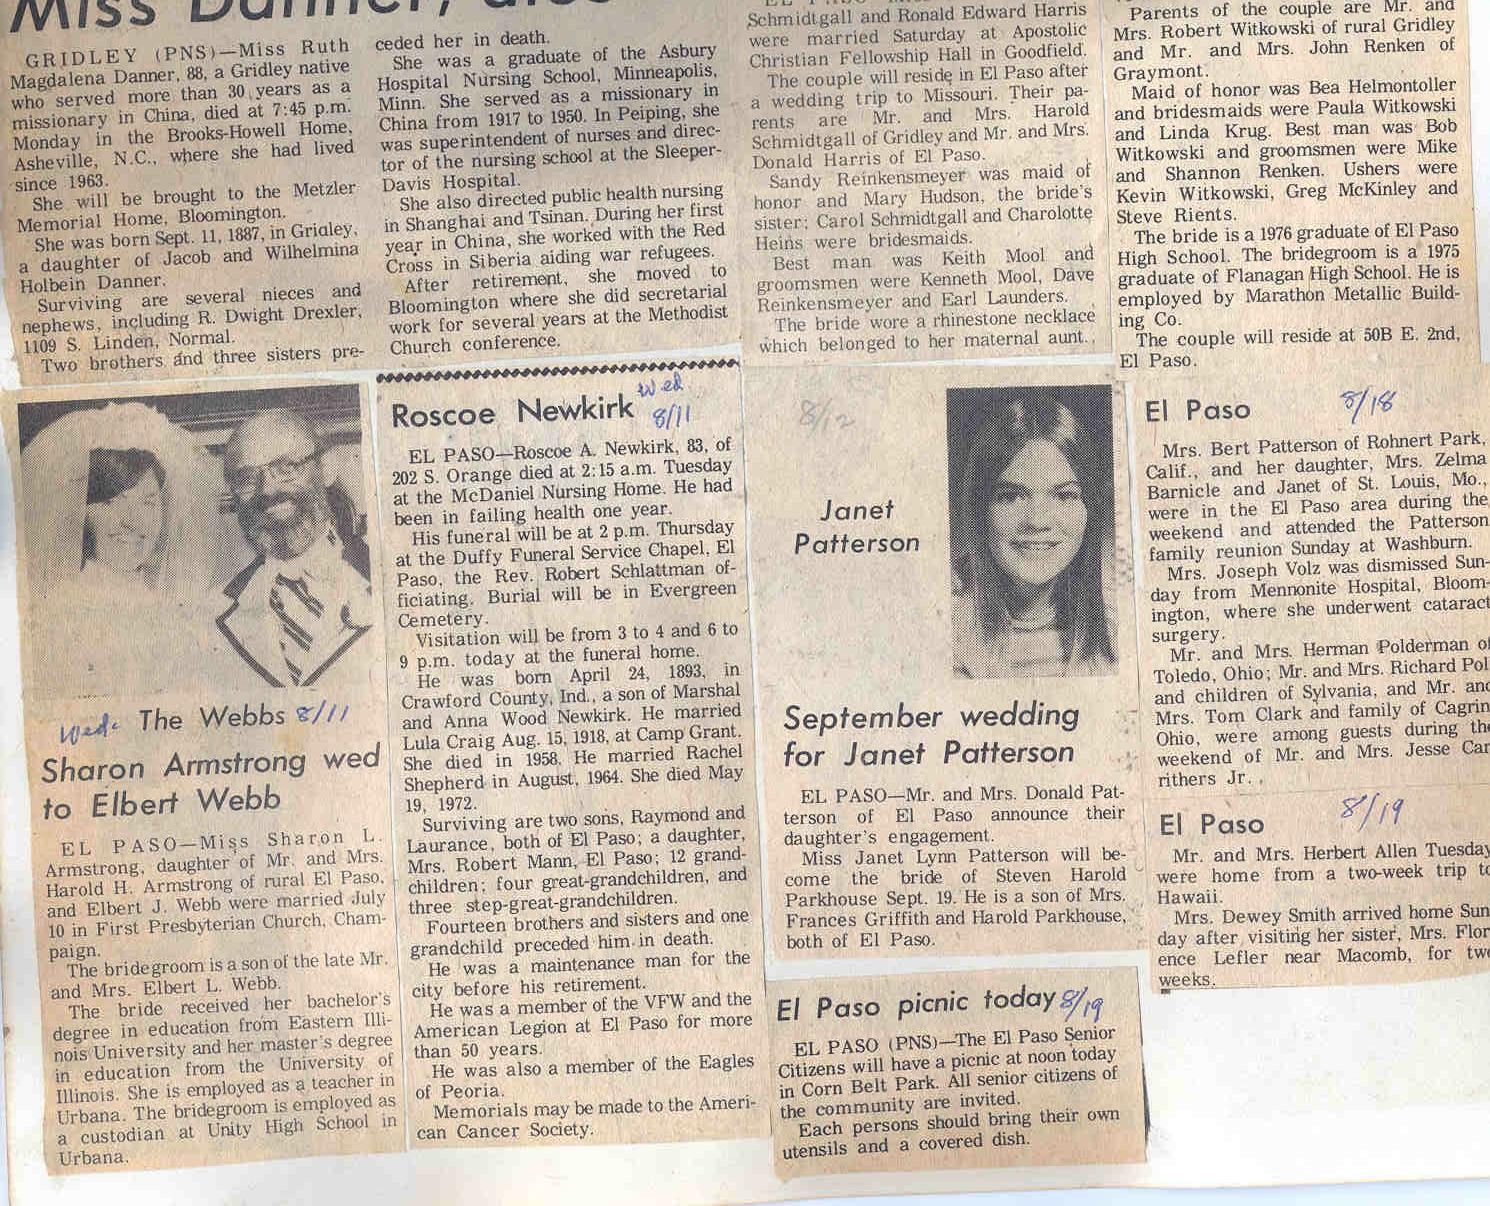 Miss Danner,
GRIDLEY (PNS)—Miss Ruth
Magdalena Danner, 88, a Gridley native
who served more than 30 years as a
missionary in China, died at 7:45 p.m.
Monday in the Brooks-Howell Home,
Asheville, N.C., where she had lived
since 1963.
She will be brought to the Metzler
Memorial Home, Bloomington.
She was born Sept. 11, 1887, in Gridley,
a daughter of Jacob and Wilhelmina
Holbein Danner.
Surviving are several nieces and
nephews, including R. Dwight Drexler,
1109 S. Linden, Normal.
Two brothers and three sisters pre-
ceded her in death.
She was a graduate of the Asbury
Hospital Nursing School, Minneapolis,
Minn. She served as a missionary in
China from 1917 to 1950. In Peiping, she
was superintendent of nurses and direc-
tor of the nursing school at the Sleeper-
Davis Hospital.
She also directed public health nursing
in Shanghai and Tsinan. During her first
year in China, she worked with the Red
Cross in Siberia aiding war refugees.
After retirement, she moved to
Bloomington where she did secretarial
work for several years at the Methodist
Church conference.
Schmidtgall and Ronald Edward Harris
were married Saturday at Apostolic
Christian Fellowship Hall in Goodfield.
The couple will reside in El Paso after
a wedding trip to Missouri. Their pa-
rents are Mr. and Mrs. Harold
Schmidtgall of Gridley and Mr. and Mrs.
Donald Harris of El Paso.
Sandy Reinkensmeyer was maid of
honor and Mary Hudson, the bride's
sister; Carol Schmidtgall and Charolotte
Heins were bridesmaids.
Best man was Keith Mool and
groomsmen were Kenneth Mool, Dave
Reinkensmeyer and Earl Launders.
The bride wore a rhinestone necklace
which belonged to her maternal aunt.
Parents of the couple are Mr. and
Mrs. Robert Witkowski of rural Gridley
and Mr. and Mrs. John Renken of
Graymont.
Maid of honor was Bea Helmontoller
and bridesmaids were Paula Witkowski
and Linda Krug. Best man was Bob
Witkowski and groomsmen were Mike
and Shannon Renken. Ushers were
Kevin Witkowski, Greg McKinley and
Steve Rients.
The bride is a 1976 graduate of El Paso
High School. The bridegroom is a 1975
graduate of Flanagan High School. He is
employed by Marathon Metallic Build-
ing Co.
The couple will reside at 50B E. 2nd,
El Paso.
Wed. The Webbs 8/11
Sharon Armstrong wed
to Elbert Webb
EL PASO—Miss Sharon L.
Armstrong, daughter of Mr. and Mrs.
Harold H. Armstrong of rural El Paso,
and Elbert J. Webb were married July
10 in First Presbyterian Church, Cham-
paign.
The bridegroom is a son of the late Mr.
and Mrs. Elbert L. Webb.
The bride received her bachelor's
degree in education from Eastern Illi-
nois University and her master's degree
in education from the University of
Illinois. She is employed as a teacher in
Urbana. The bridegroom is employed as
a custodian at Unity High School in
Urbana.
Roscoe Newkirk
Wed.
8/11
EL PASO—Roscoe A. Newkirk, 83, of
202 S. Orange died at 2:15 a.m. Tuesday
at the McDaniel Nursing Home. He had
been in failing health one year.
His funeral will be at 2 p.m. Thursday
at the Duffy Funeral Service Chapel, El
Paso, the Rev. Robert Schlattman of-
ficiating. Burial will be in Evergreen
Cemetery.
Visitation will be from 3 to 4 and 6 to
9 p.m. today at the funeral home.
He was born April 24, 1893, in
Crawford County, Ind., a son of Marshal
and Anna Wood Newkirk. He married
Lula Craig Aug. 15, 1918, at Camp Grant.
She died in 1958. He married Rachel
Shepherd in August, 1964. She died May
19, 1972.
Surviving are two sons, Raymond and
Laurance, both of El Paso; a daughter,
Mrs. Robert Mann, El Paso; 12 grand-
children; four great-grandchildren, and
three step-great-grandchildren.
Fourteen brothers and sisters and one
grandchild preceded him in death.
He was a maintenance man for the
city before his retirement.
He was a member of the VFW and the
American Legion at El Paso for more
than 50 years.
He was also a member of the Eagles
of Peoria.
Memorials may be made to the Ameri-
can Cancer Society.
8/12
Janet
Patterson
September wedding
for Janet Patterson
EL PASO—Mr. and Mrs. Donald Pat-
terson of El Paso announce their
daughter's engagement.
Miss Janet Lynn Patterson will be-
come the bride of Steven Harold
Parkhouse Sept. 19. He is a son of Mrs.
Frances Griffith and Harold Parkhouse,
both of El Paso.
El Paso picnic today 8/19
EL PASO (PNS)—The El Paso Senior
Citizens will have a picnic at noon today
in Corn Belt Park. All senior citizens of
the community are invited.
Each persons should bring their own
utensils and a covered dish.
El Paso 8/18
Mrs. Bert Patterson of Rohnert Park,
Calif., and her daughter, Mrs. Zelma
Barnicle and Janet of St. Louis, Mo.,
were in the El Paso area during the
weekend and attended the Patterson
family reunion Sunday at Washburn.
Mrs. Joseph Volz was dismissed Sun-
day from Mennonite Hospital, Bloom-
ington, where she underwent cataract
surgery.
Mr. and Mrs. Herman Polderman of
Toledo, Ohio; Mr. and Mrs. Richard Pol
and children of Sylvania, and Mr. and
Mrs. Tom Clark and family of Cagrin
Ohio, were among guests during the
weekend of Mr. and Mrs. Jesse Car
rithers Jr.
El Paso 8/19
Mr. and Mrs. Herbert Allen Tuesday
were home from a two-week trip to
Hawaii.
Mrs. Dewey Smith arrived home Sun
day after visiting her sister, Mrs. Flor
ence Lefler near Macomb, for two
weeks.